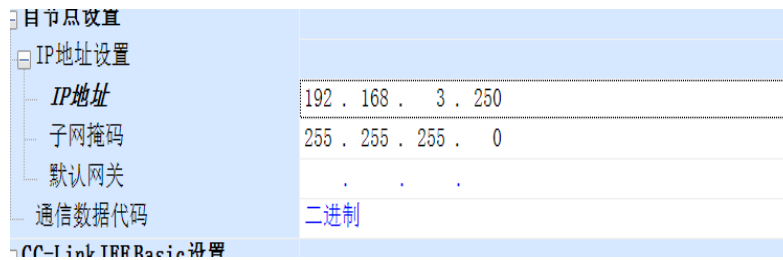 自节点设置
IP地址设置
IP地址 192 . 168 . 3 . 250
子网掩码 255 . 255 . 255 . 0
默认网关 . . .
通信数据代码 二进制
CC-Link IEF Basic设置